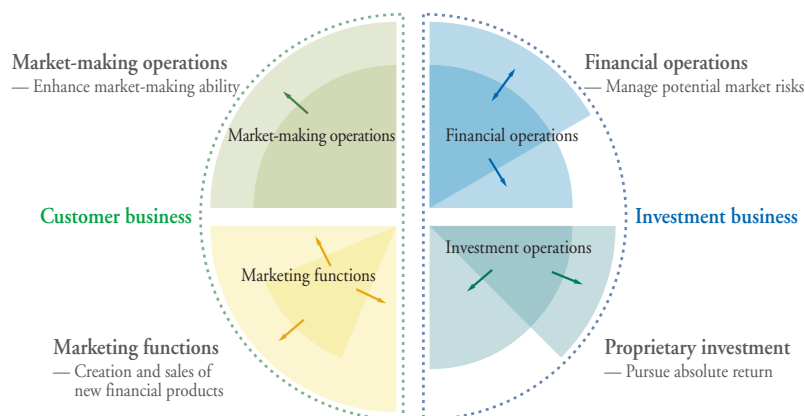 Market-making operations
— Enhance market-making ability
Market-making operations
Financial operations
— Manage potential market risks
Financial operations
Customer business
Investment business
Marketing functions
Investment operations
Marketing functions
— Creation and sales of
new financial products
Proprietary investment
— Pursue absolute return